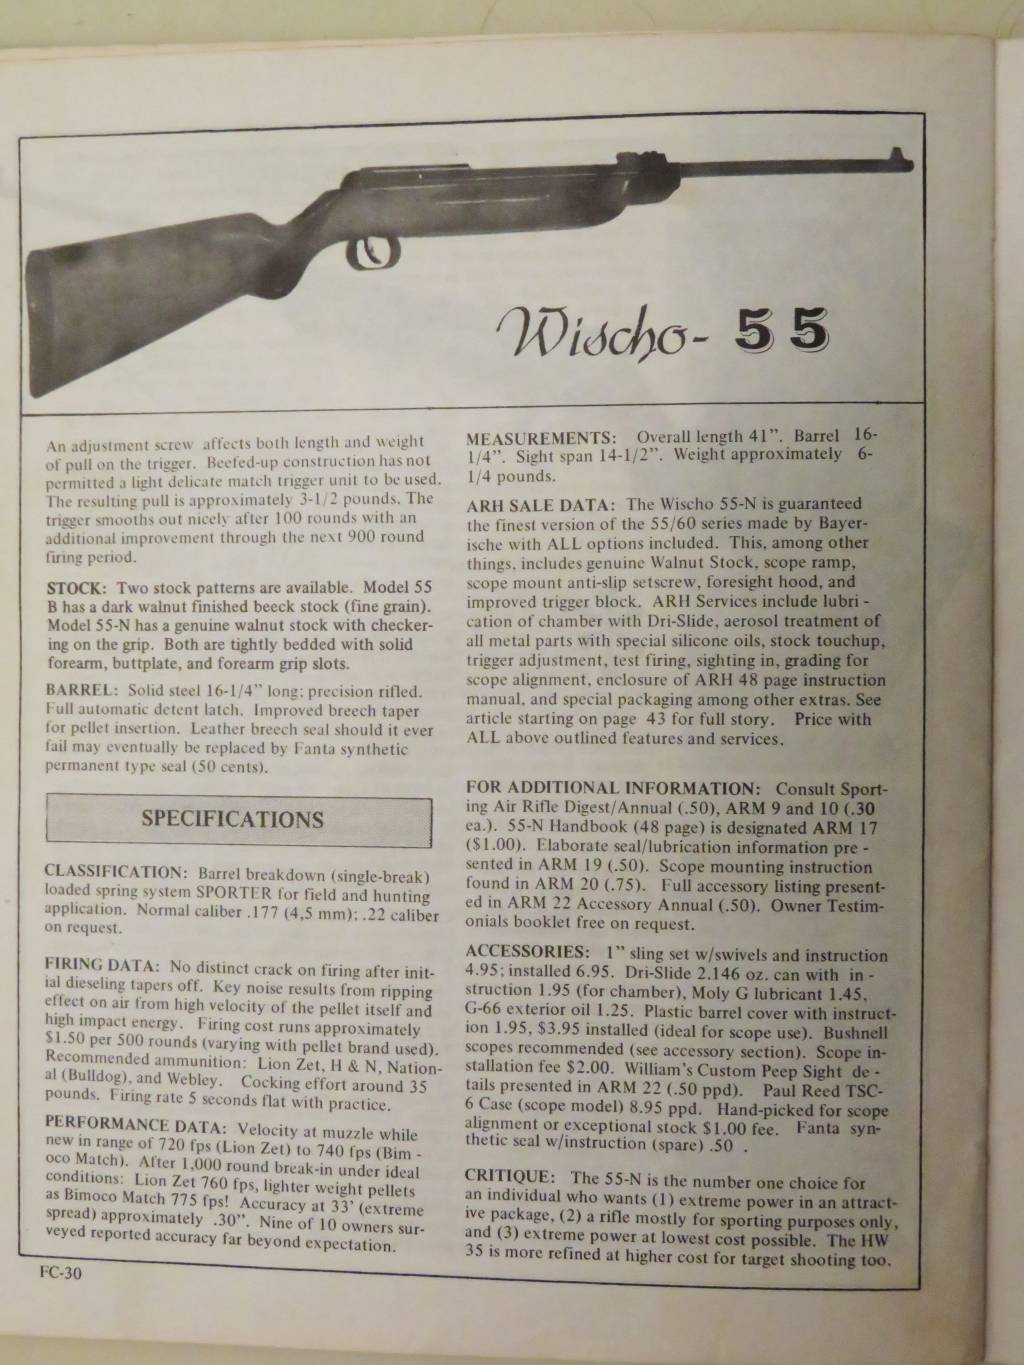 Wischo- 55
An adjustment screw affects both length and weight
of pull on the trigger. Beefed-up construction has not
permitted a light delicate match trigger unit to be used.
The resulting pull is approximately 3-1/2 pounds. The
trigger smooths out nicely after 100 rounds with an
additional improvement through the next 900 round
firing period.
STOCK: Two stock patterns are available. Model 55
B has a dark walnut finished beeck stock (fine grain).
Model 55-N has a genuine walnut stock with checker-
ing on the grip. Both are tightly bedded with solid
forearm, buttplate, and forearm grip slots.
BARREL: Solid steel 16-1/4" long; precision rifled.
Full automatic detent latch. Improved breech taper
for pellet insertion. Leather breech seal should it ever
fail may eventually be replaced by Fanta synthetic
permanent type seal (50 cents).
SPECIFICATIONS
CLASSIFICATION: Barrel breakdown (single-break)
loaded spring system SPORTER for field and hunting
application. Normal caliber .177 (4,5 mm); .22 caliber
on request.
FIRING DATA: No distinct crack on firing after init-
ial dieseling tapers off. Key noise results from ripping
effect on air from high velocity of the pellet itself and
high impact energy. Firing cost runs approximately
$1.50 per 500 rounds (varying with pellet brand used).
Recommended ammunition: Lion Zet, H & N, Nation-
al (Bulldog), and Webley. Cocking effort around 35
pounds. Firing rate 5 seconds flat with practice.
PERFORMANCE DATA: Velocity at muzzle while
new in range of 720 fps (Lion Zet) to 740 fps (Bim -
oco Match). After 1,000 round break-in under ideal
conditions: Lion Zet 760 fps, lighter weight pellets
as Bimoco Match 775 fps! Accuracy at 33' (extreme
spread) approximately .30". Nine of 10 owners sur-
veyed reported accuracy far beyond expectation.
MEASUREMENTS: Overall length 41". Barrel 16-
1/4". Sight span 14-1/2". Weight approximately 6-
1/4 pounds.
ARH SALE DATA: The Wischo 55-N is guaranteed
the finest version of the 55/60 series made by Bayer-
ische with ALL options included. This, among other
things, includes genuine Walnut Stock, scope ramp,
scope mount anti-slip setscrew, foresight hood, and
improved trigger block. ARH Services include lubri -
cation of chamber with Dri-Slide, aerosol treatment of
all metal parts with special silicone oils, stock touchup,
trigger adjustment, test firing, sighting in, grading for
scope alignment, enclosure of ARH 48 page instruction
manual, and special packaging among other extras. See
article starting on page 43 for full story. Price with
ALL above outlined features and services.
FOR ADDITIONAL INFORMATION: Consult Sport-
ing Air Rifle Digest/Annual (.50), ARM 9 and 10 (.30
ea.). 55-N Handbook (48 page) is designated ARM 17
($1.00). Elaborate seal/lubrication information pre -
sented in ARM 19 (.50). Scope mounting instruction
found in ARM 20 (.75). Full accessory listing present-
ed in ARM 22 Accessory Annual (.50). Owner Testim-
onials booklet free on request.
ACCESSORIES: 1" sling set w/swivels and instruction
4.95; installed 6.95. Dri-Slide 2.146 oz. can with in -
struction 1.95 (for chamber), Moly G lubricant 1.45,
G-66 exterior oil 1.25. Plastic barrel cover with instruct-
ion 1.95, $3.95 installed (ideal for scope use). Bushnell
scopes recommended (see accessory section). Scope in-
stallation fee $2.00. William's Custom Peep Sight de -
tails presented in ARM 22 (.50 ppd). Paul Reed TSC-
6 Case (scope model) 8.95 ppd. Hand-picked for scope
alignment or exceptional stock $1.00 fee. Fanta syn-
thetic seal w/instruction (spare) .50 .
CRITIQUE: The 55-N is the number one choice for
an individual who wants (1) extreme power in an attract-
ive package, (2) a rifle mostly for sporting purposes only,
and (3) extreme power at lowest cost possible. The HW
35 is more refined at higher cost for target shooting too.
FC-30